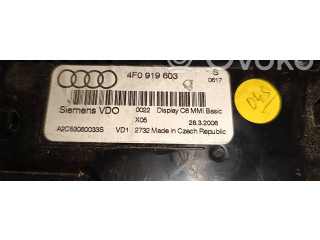 4F0 919 603
S
0617
Siemens VDO
0022 Display C6 MMI Basic
X05
28.3.2006
A2C53060033S VD1 2732 Made in Czech Republic